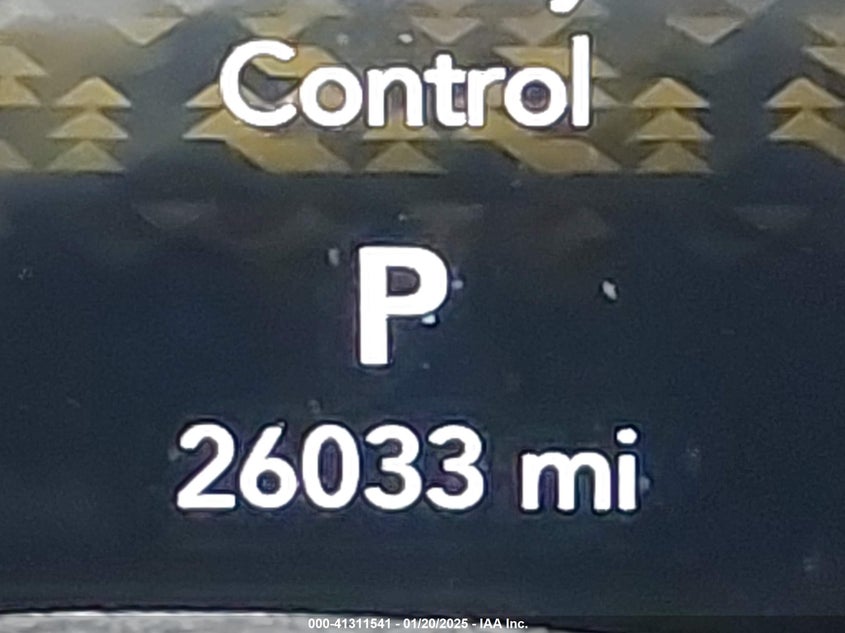 Control
P
26033 mi
000-41311541 - 01/20/2025 - IAA Inc.